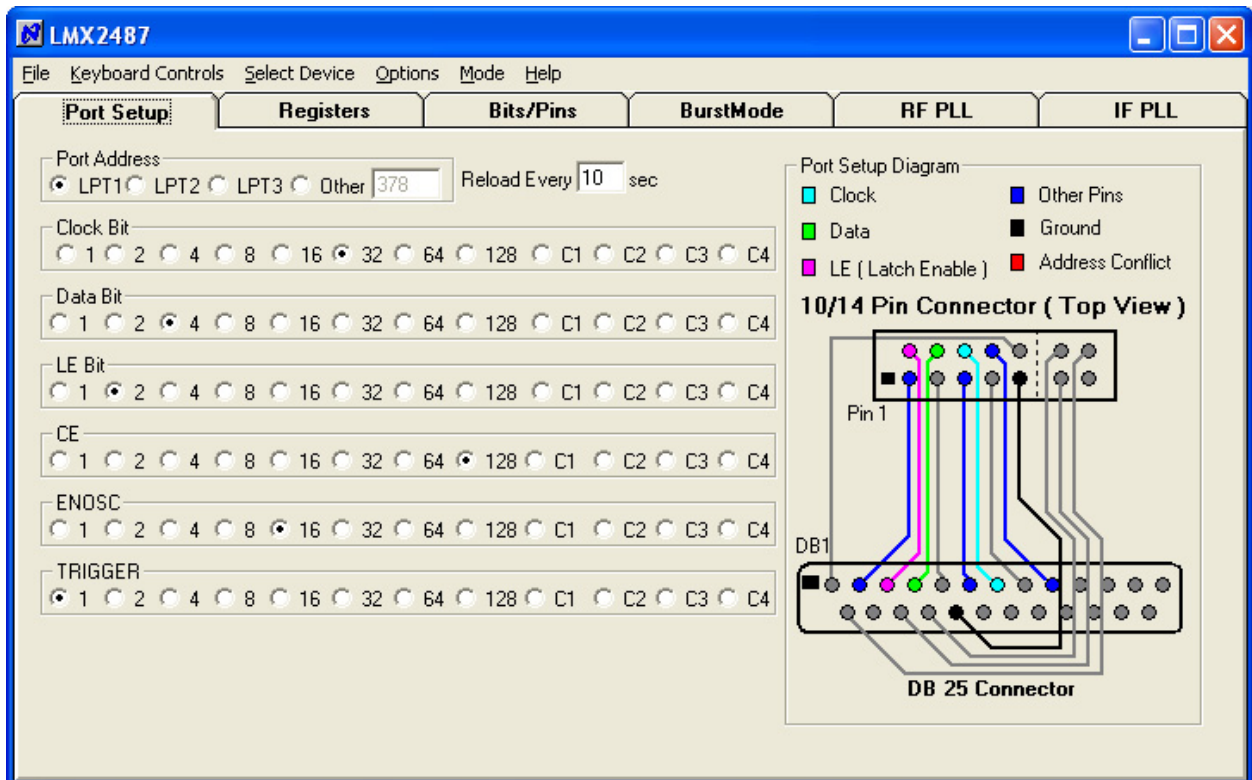 LMX2487
File Keyboard Controls Select Device Options Mode Help
Port Setup Registers Bits/Pins BurstMode RF PLL IF PLL
Port Address
LPT1 LPT2 LPT3 Other 378 Reload Every 10 sec
Clock Bit
1 2 4 8 16 32 64 128 C1 C2 C3 C4
Data Bit
1 2 4 8 16 32 64 128 C1 C2 C3 C4
LE Bit
1 2 4 8 16 32 64 128 C1 C2 C3 C4
CE
1 2 4 8 16 32 64 128 C1 C2 C3 C4
ENOSC
1 2 4 8 16 32 64 128 C1 C2 C3 C4
TRIGGER
1 2 4 8 16 32 64 128 C1 C2 C3 C4
Port Setup Diagram
Clock Other Pins
Data Ground
LE ( Latch Enable ) Address Conflict
10/14 Pin Connector ( Top View )
Pin 1
DB1
DB 25 Connector